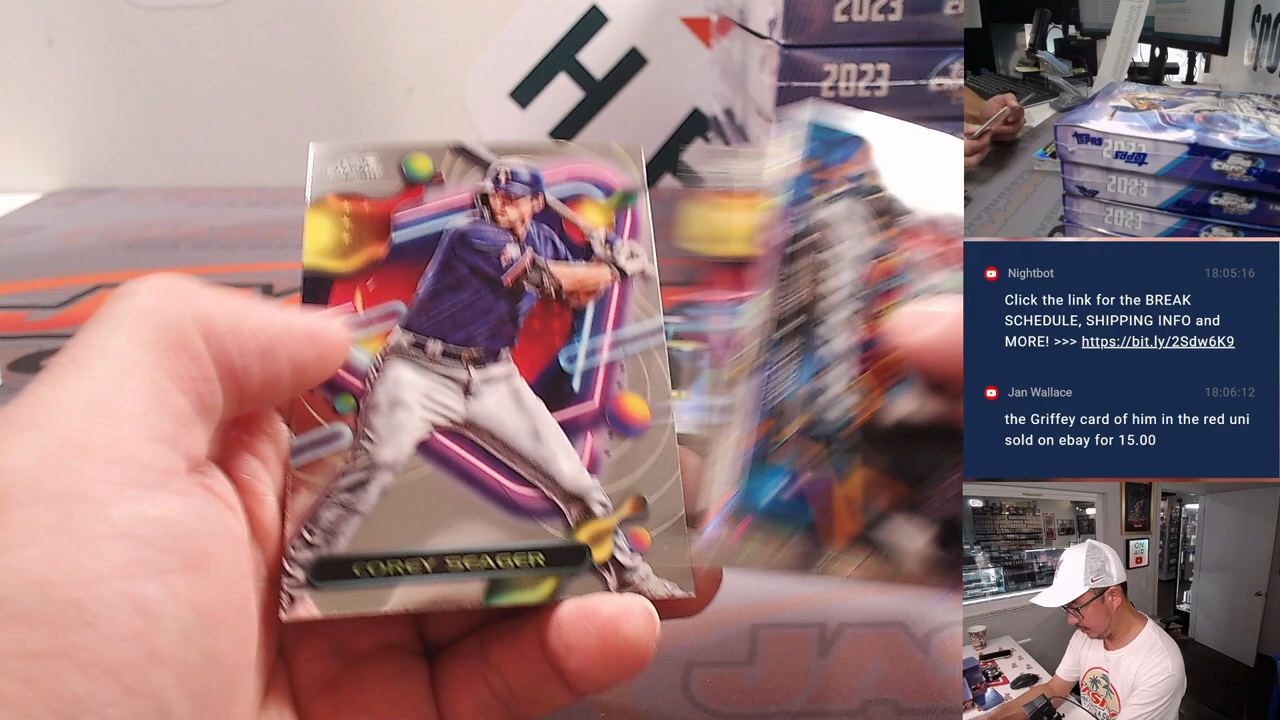 2023
2023
H
COREY SEAGER
JA
TOPPS
2023
TOPPS
2023
2023
Nightbot 18:05:16
Click the link for the BREAK
SCHEDULE, SHIPPING INFO and
MORE! >>> https://bit.ly/2Sdw6K9
Jan Wallace 18:06:12
the Griffey card of him in the red uni
sold on ebay for 15.00
ON
AIR